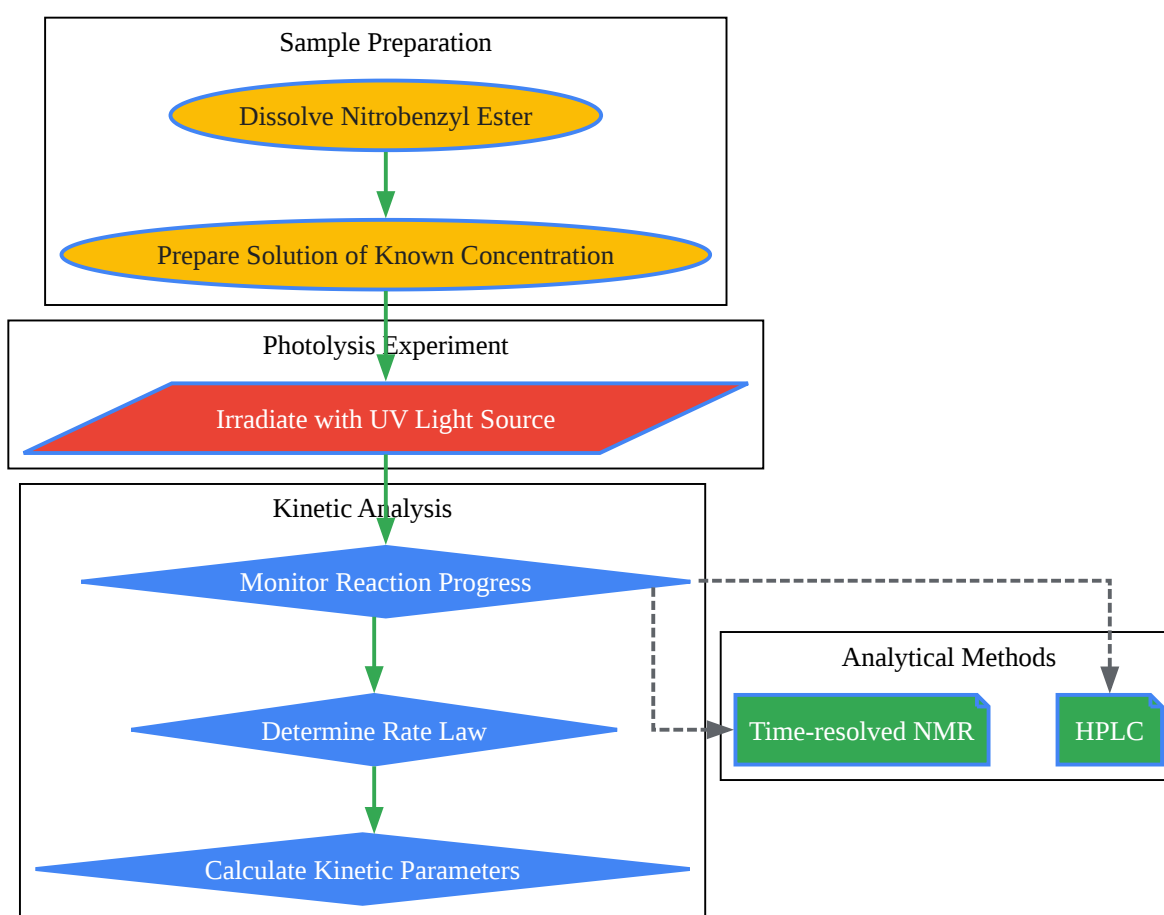 Sample Preparation
Dissolve Nitrobenzyl Ester
Prepare Solution of Known Concentration
Photolysis Experiment
Irradiate with UV Light Source
Kinetic Analysis
Monitor Reaction Progress
Determine Rate Law
Calculate Kinetic Parameters
Analytical Methods
Time-resolved NMR
HPLC